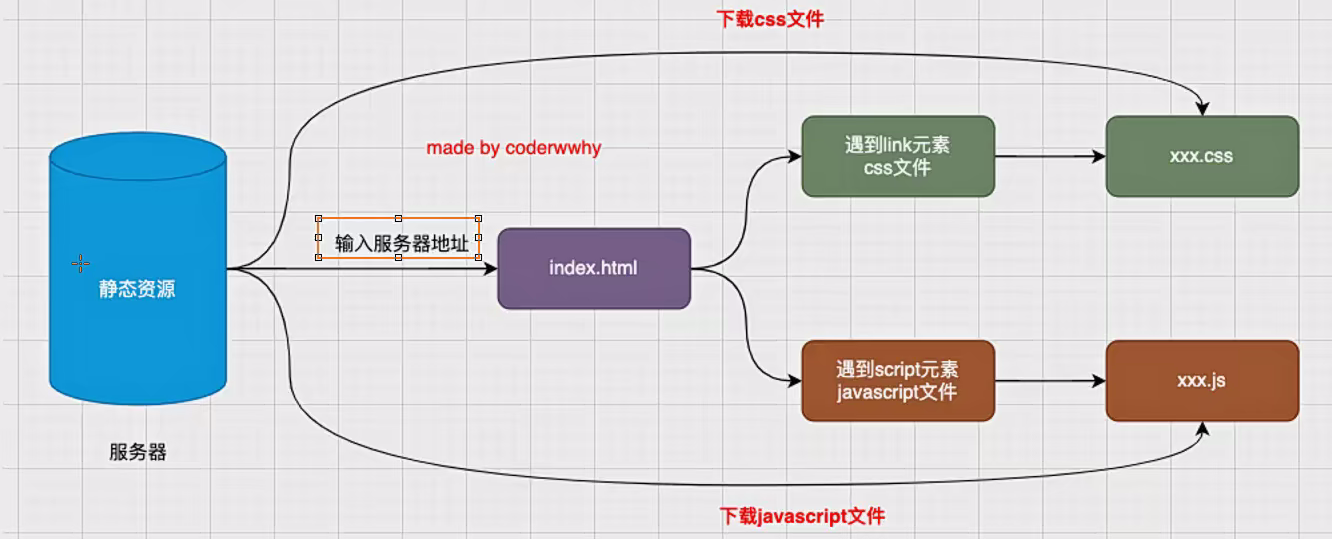 下载css文件
made by coderwwhy
遇到link元素
css文件
xxx.css
输入服务器地址
index.html
静态资源
遇到script元素
javascript文件
xxx.js
服务器
下载javascript文件